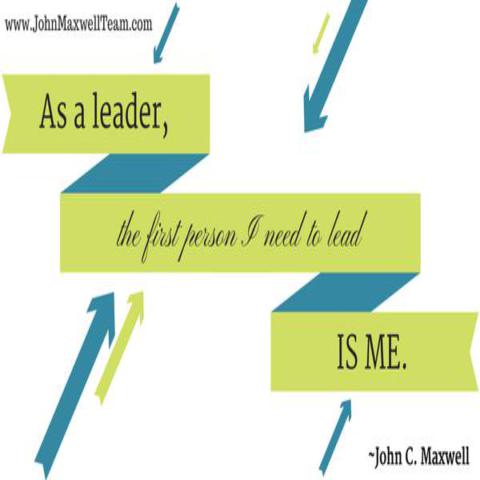 www.JohnMaxwellTeam.com
As a leader,
the first person I need to lead
IS ME.
~John C. Maxwell